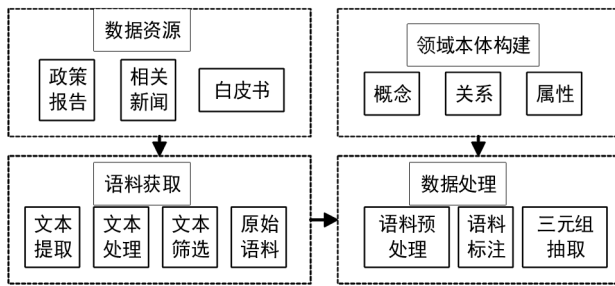 数据资源
政策
报告
相关
新闻
白皮书
领域本体构建
概念
关系
属性
语料获取
文本
提取
文本
处理
文本
筛选
原始
语料
数据处理
语料预
处理
语料
标注
三元组
抽取